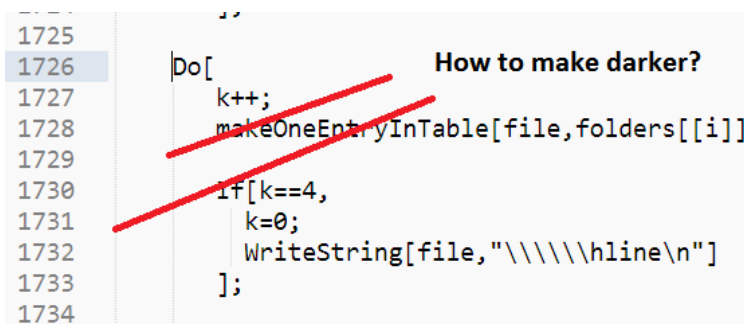 1725
1726 Do[ How to make darker?
1727 k++;
1728 makeOneEntryInTable[file,folders[[i]]
1729
1730 If[k==4,
1731 k=0;
1732 WriteString[file,"\\\\\\hline\n"]
1733 ];
1734